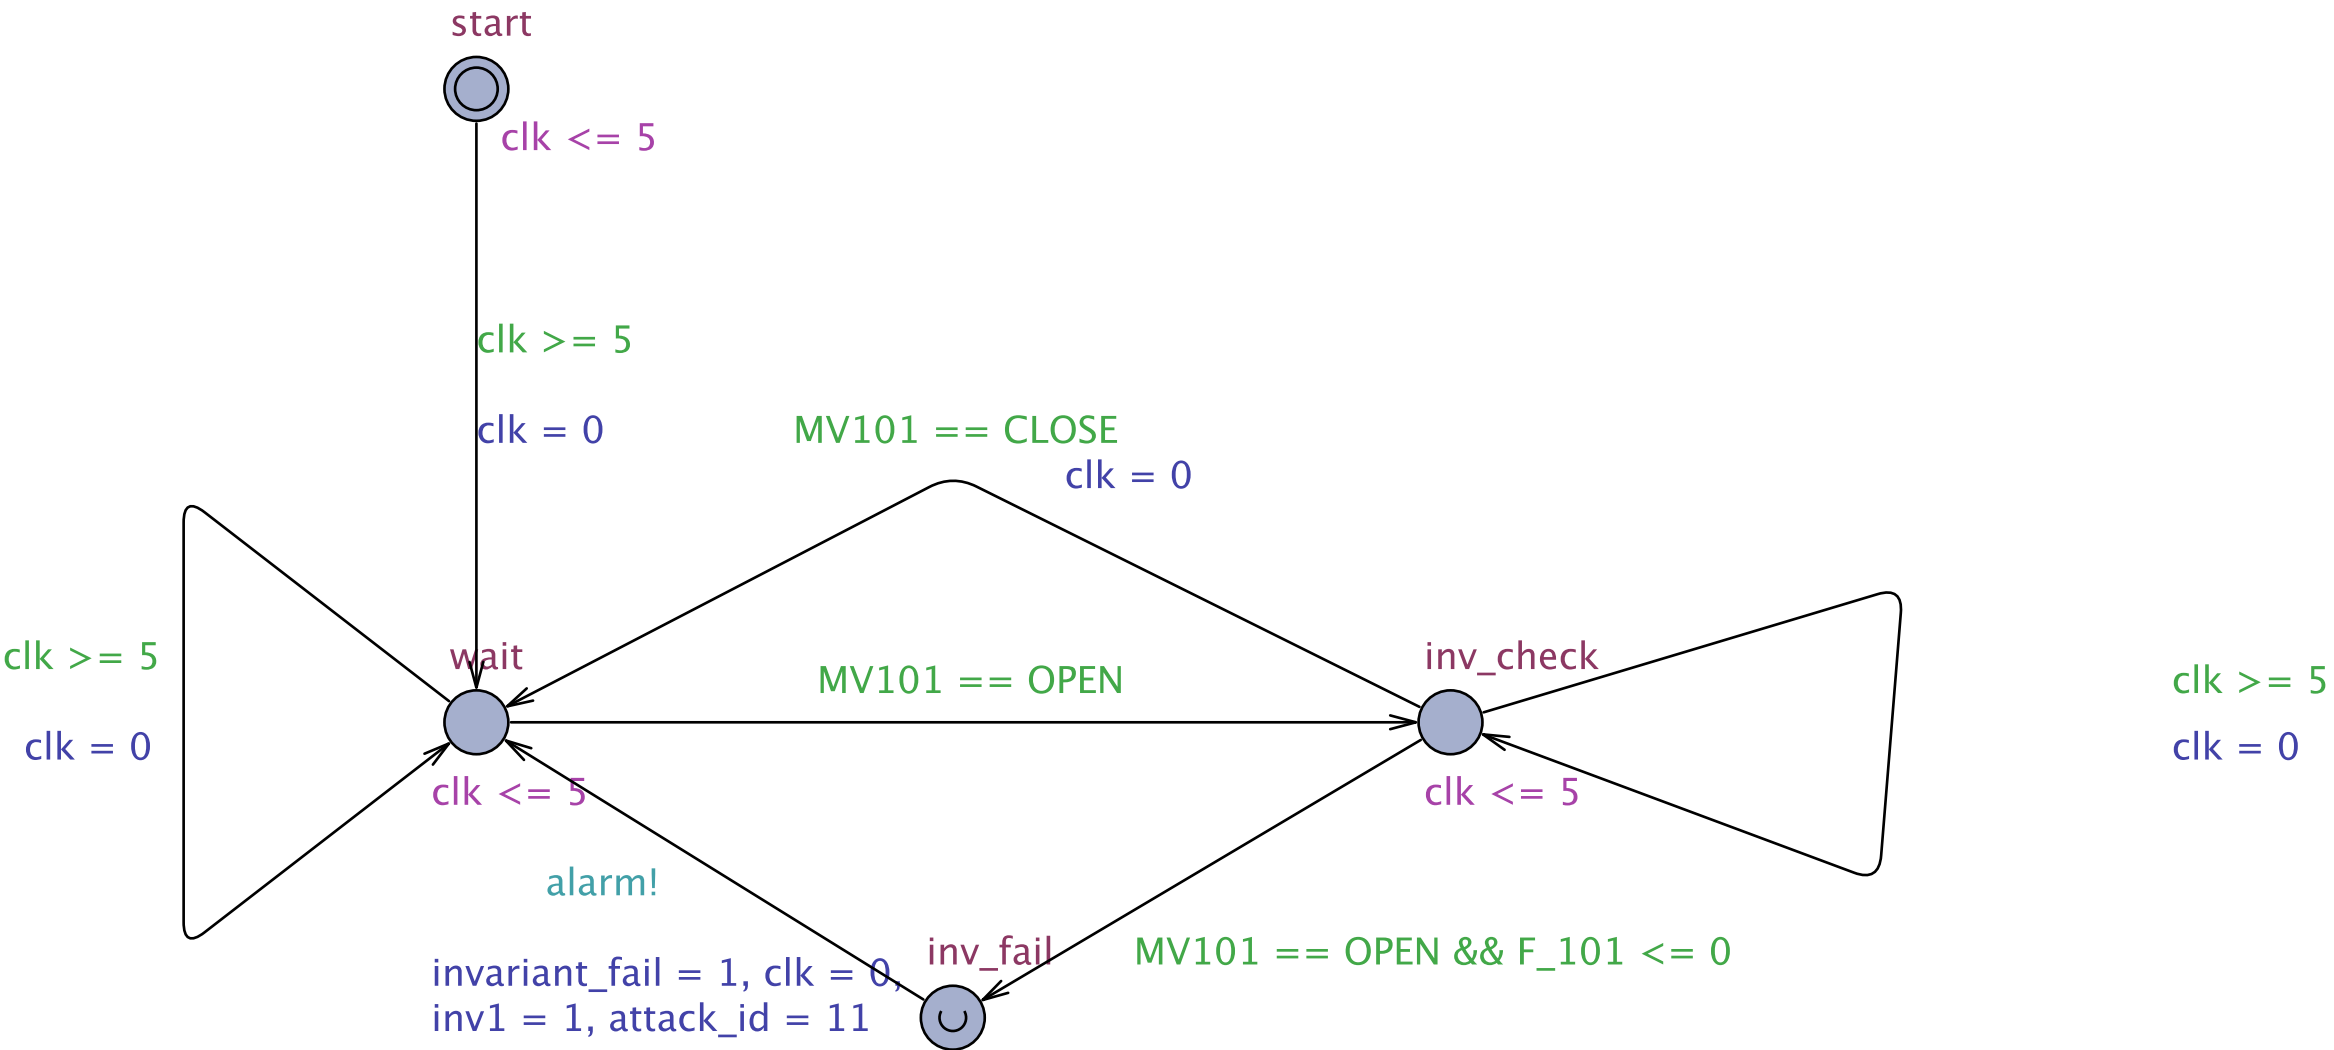 start
clk <= 5
clk >= 5
clk = 0
MV101 == CLOSE
clk = 0
wait
inv_check
clk >= 5
MV101 == OPEN
clk >= 5
clk = 0
clk = 0
clk <= 5
clk <= 5
alarm!
inv_fail
MV101 == OPEN && F_101 <= 0
invariant_fail = 1, clk = 0,
inv1 = 1, attack_id = 11